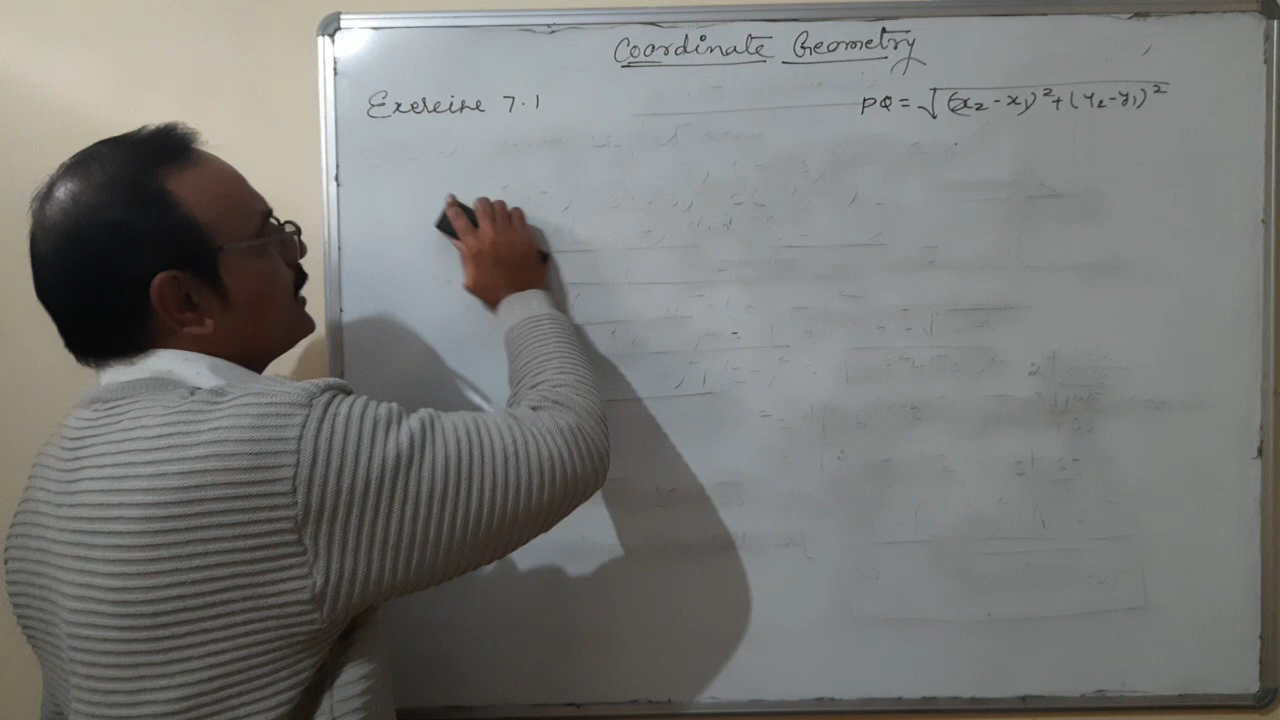 Coordinate Geometry
Exercise 7.1
PQ = √(x₂ - x₁)² + (y₂ - y₁)²